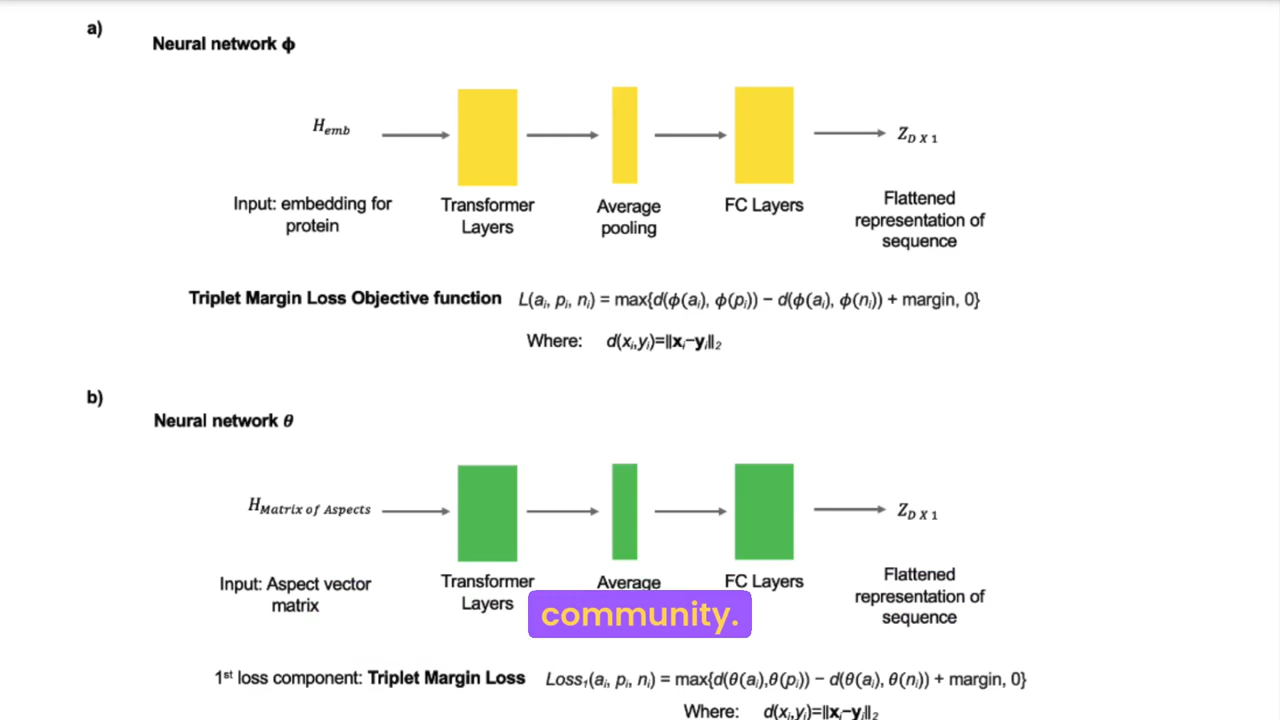 a)
Neural network ϕ
H_emb
Z_D X 1
Input: embedding for
protein
Transformer
Layers
Average
pooling
FC Layers
Flattened
representation of
sequence
Triplet Margin Loss Objective function L(aᵢ, pᵢ, nᵢ) = max{d(ϕ(aᵢ), ϕ(pᵢ)) − d(ϕ(aᵢ), ϕ(nᵢ)) + margin, 0}
Where: d(xᵢ,yᵢ)=||xᵢ−yᵢ||₂
b)
Neural network θ
H_Matrix of Aspects
Z_D X 1
Input: Aspect vector
matrix
Transformer
Layers
Average
FC Layers
Flattened
representation of
sequence
community.
1st loss component: Triplet Margin Loss Loss₁(aᵢ, pᵢ, nᵢ) = max{d(θ(aᵢ),θ(pᵢ)) − d(θ(aᵢ), θ(nᵢ)) + margin, 0}
Where: d(xᵢ,yᵢ)=||xᵢ−yᵢ||₂